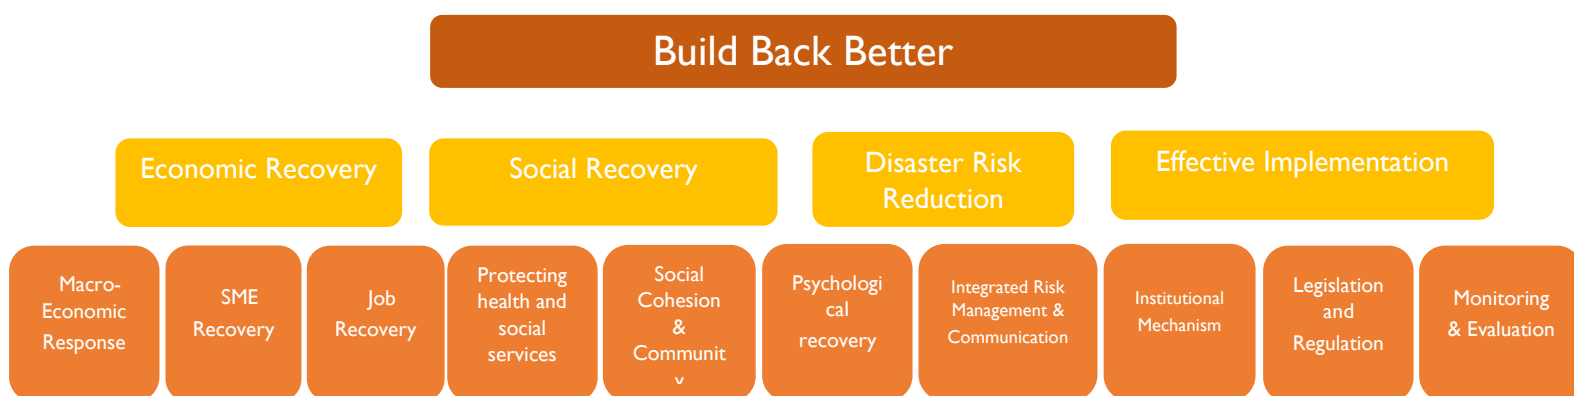 Build Back Better
Economic Recovery
Social Recovery
Disaster Risk
Reduction
Effective Implementation
Macro-
Economic
Response
SME
Recovery
Job
Recovery
Protecting
health and
social
services
Social
Cohesion
&
Communit
y
Psychologi
cal
recovery
Integrated Risk
Management &
Communication
Institutional
Mechanism
Legislation
and
Regulation
Monitoring
& Evaluation